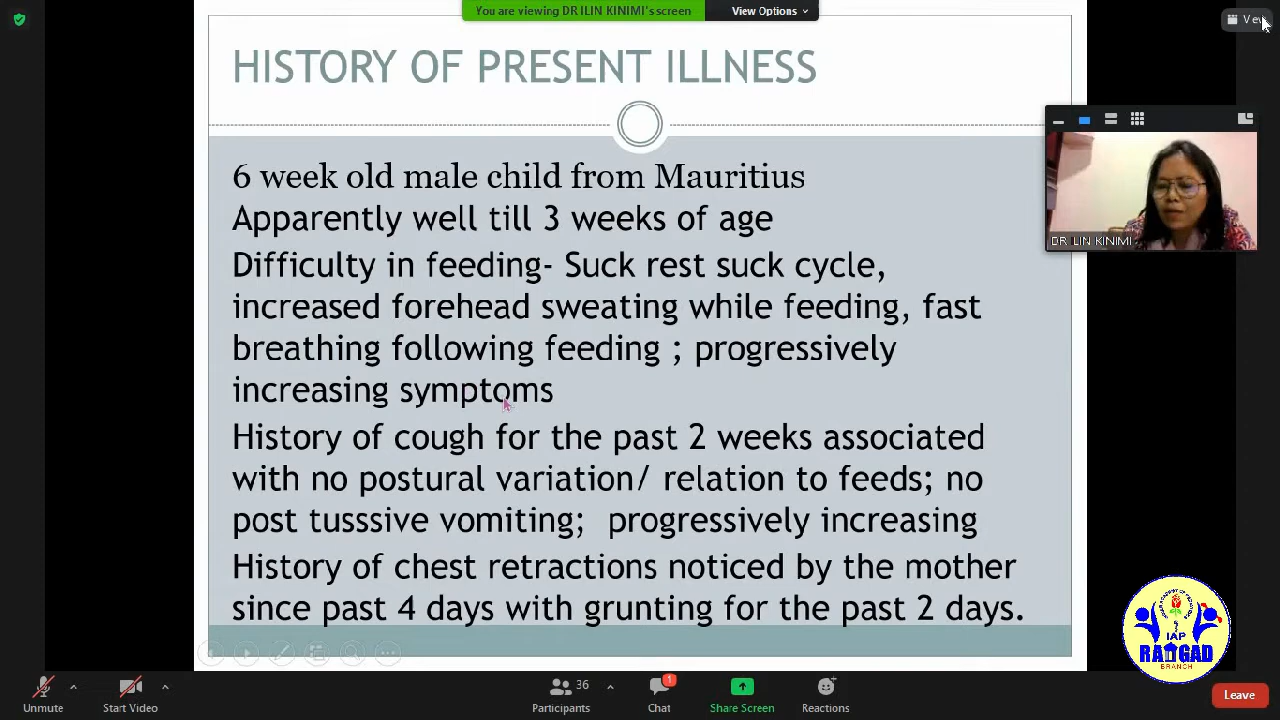 You are viewing DR ILIN KINIMI's screen
View Options
View
HISTORY OF PRESENT ILLNESS
6 week old male child from Mauritius
Apparently well till 3 weeks of age
Difficulty in feeding- Suck rest suck cycle,
increased forehead sweating while feeding, fast
breathing following feeding ; progressively
increasing symptoms
History of cough for the past 2 weeks associated
with no postural variation/ relation to feeds; no
post tusssive vomiting; progressively increasing
History of chest retractions noticed by the mother
since past 4 days with grunting for the past 2 days.
DR ILIN KINIMI
IAP
RAIGAD
BRANCH
Unmute
Start Video
36
Participants
1
Chat
Share Screen
Reactions
Leave